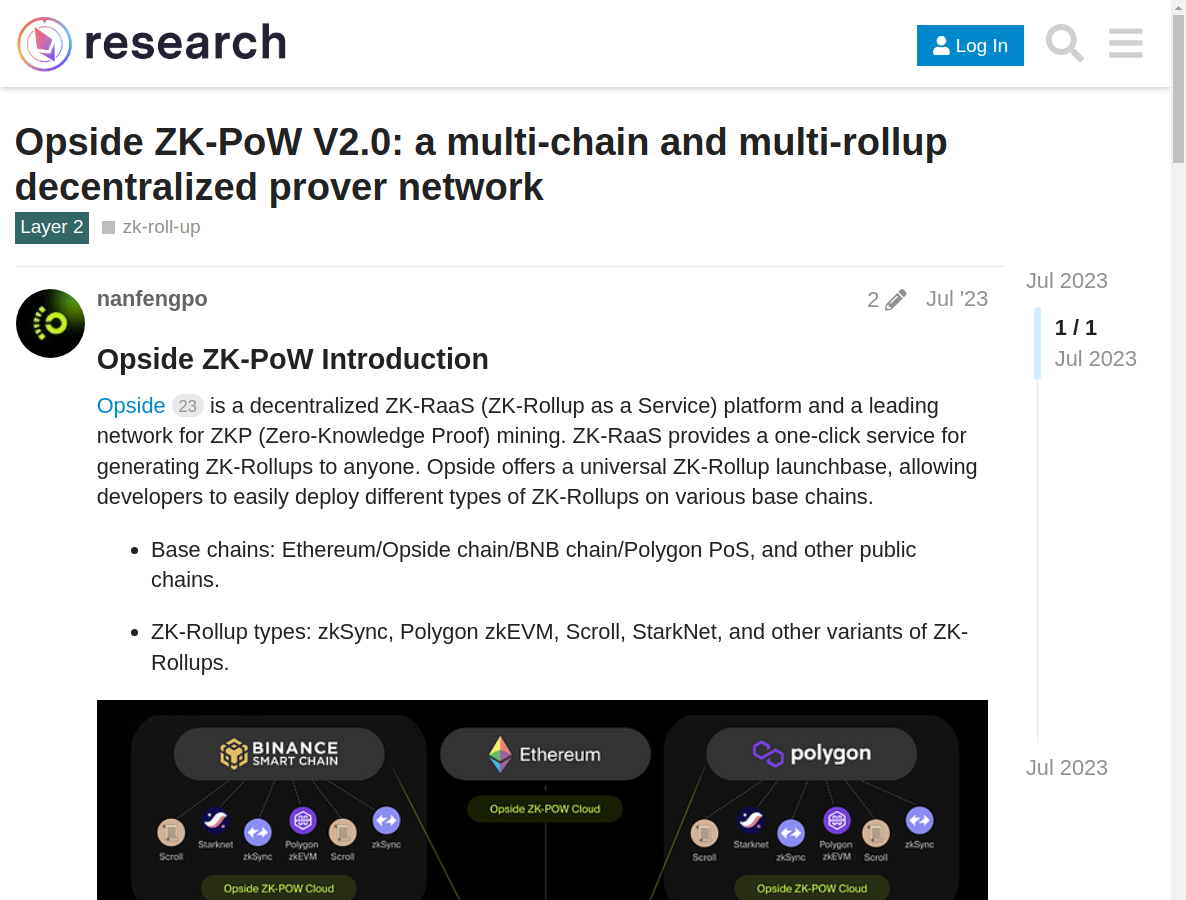 research
Log In
Opside ZK-PoW V2.0: a multi-chain and multi-rollup
decentralized prover network
Layer 2 zk-roll-up
nanfengpo 2 Jul '23
Jul 2023
1 / 1
Jul 2023
Jul 2023
Opside ZK-PoW Introduction
Opside 23 is a decentralized ZK-RaaS (ZK-Rollup as a Service) platform and a leading
network for ZKP (Zero-Knowledge Proof) mining. ZK-RaaS provides a one-click service for
generating ZK-Rollups to anyone. Opside offers a universal ZK-Rollup launchbase, allowing
developers to easily deploy different types of ZK-Rollups on various base chains.
Base chains: Ethereum/Opside chain/BNB chain/Polygon PoS, and other public
chains.
ZK-Rollup types: zkSync, Polygon zkEVM, Scroll, StarkNet, and other variants of ZK-
Rollups.
BINANCE
SMART CHAIN
Scroll
Starknet
zkSync
Polygon
zkEVM
Scroll
zkSync
Opside ZK-POW Cloud
Ethereum
Opside ZK-POW Cloud
polygon
Scroll
Starknet
zkSync
Polygon
zkEVM
Scroll
zkSync
Opside ZK-POW Cloud